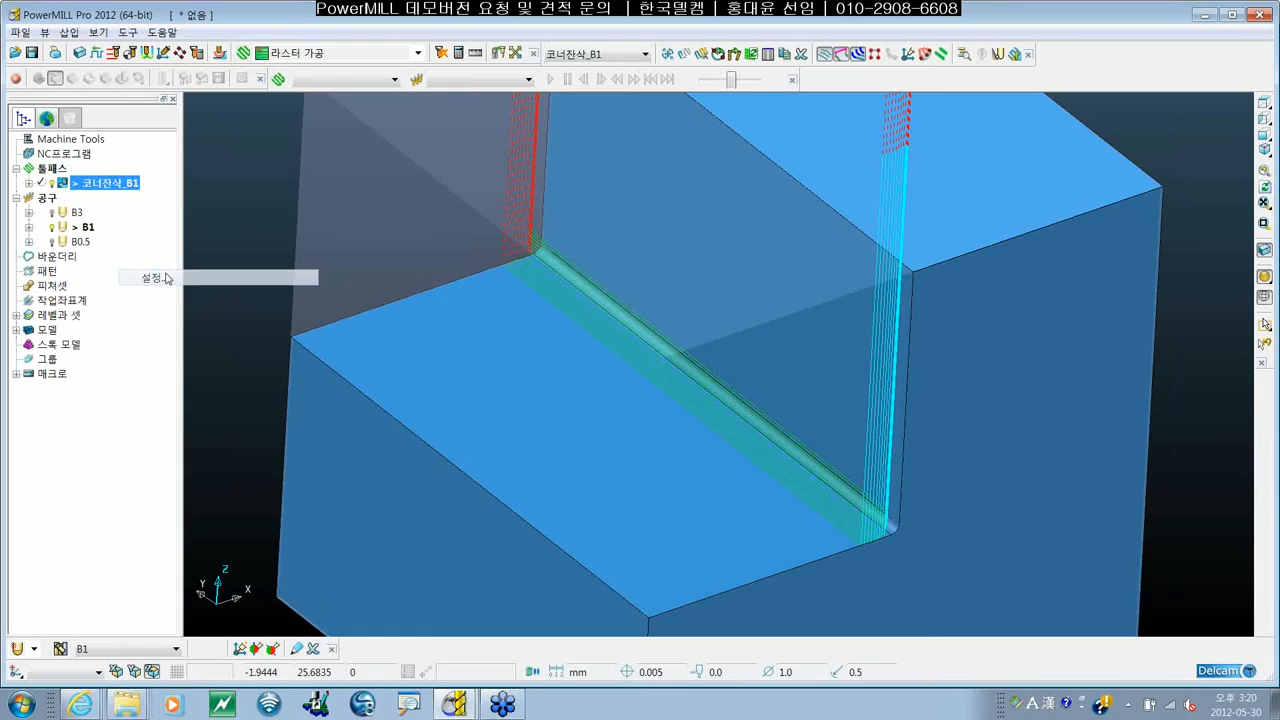 PowerMILL Pro 2012 (64-bit) [ * 없음 ]
PowerMILL 데모버전 요청 및 견적 문의 | 한국델켐 | 홍대윤 선임 | 010-2908-6608
파일 뷰 삽입 보기 도구 도움말
라스터 가공
코너잔삭_B1
Machine Tools
NC프로그램
툴패스
> 코너잔삭_B1
공구
B3
> B1
B0.5
바운더리
패턴
설정...
피쳐셋
작업좌표계
레벨과 셋
모델
스톡 모델
그룹
매크로
Z
Y
X
B1
-1.9444 25.6835 0 mm 0.005 0.0 1.0 0.5
Delcam
A 漢
오후 3:20
2012-05-30